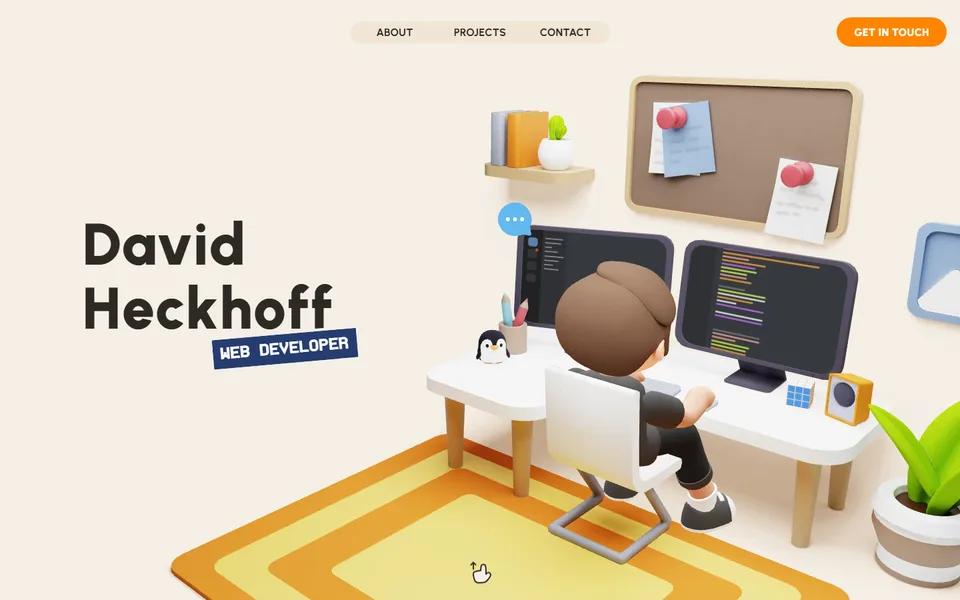 ABOUT
PROJECTS
CONTACT
GET IN TOUCH
David
Heckhoff
WEB DEVELOPER